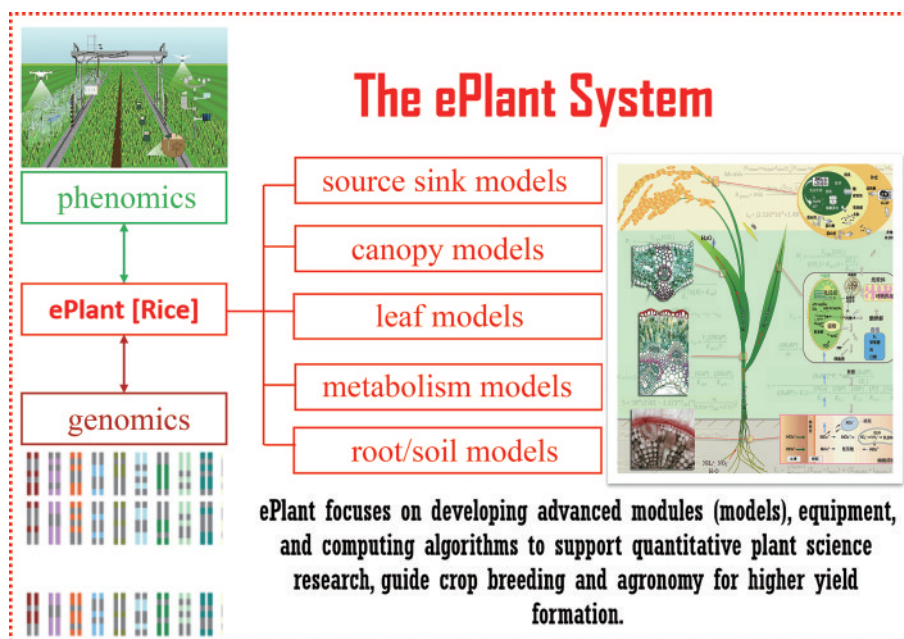 The ePlant System
phenomics
ePlant [Rice]
genomics
source sink models
canopy models
leaf models
metabolism models
root/soil models
H₂O
ePlant focuses on developing advanced modules (models), equipment,
and computing algorithms to support quantitative plant science
research, guide crop breeding and agronomy for higher yield
formation.